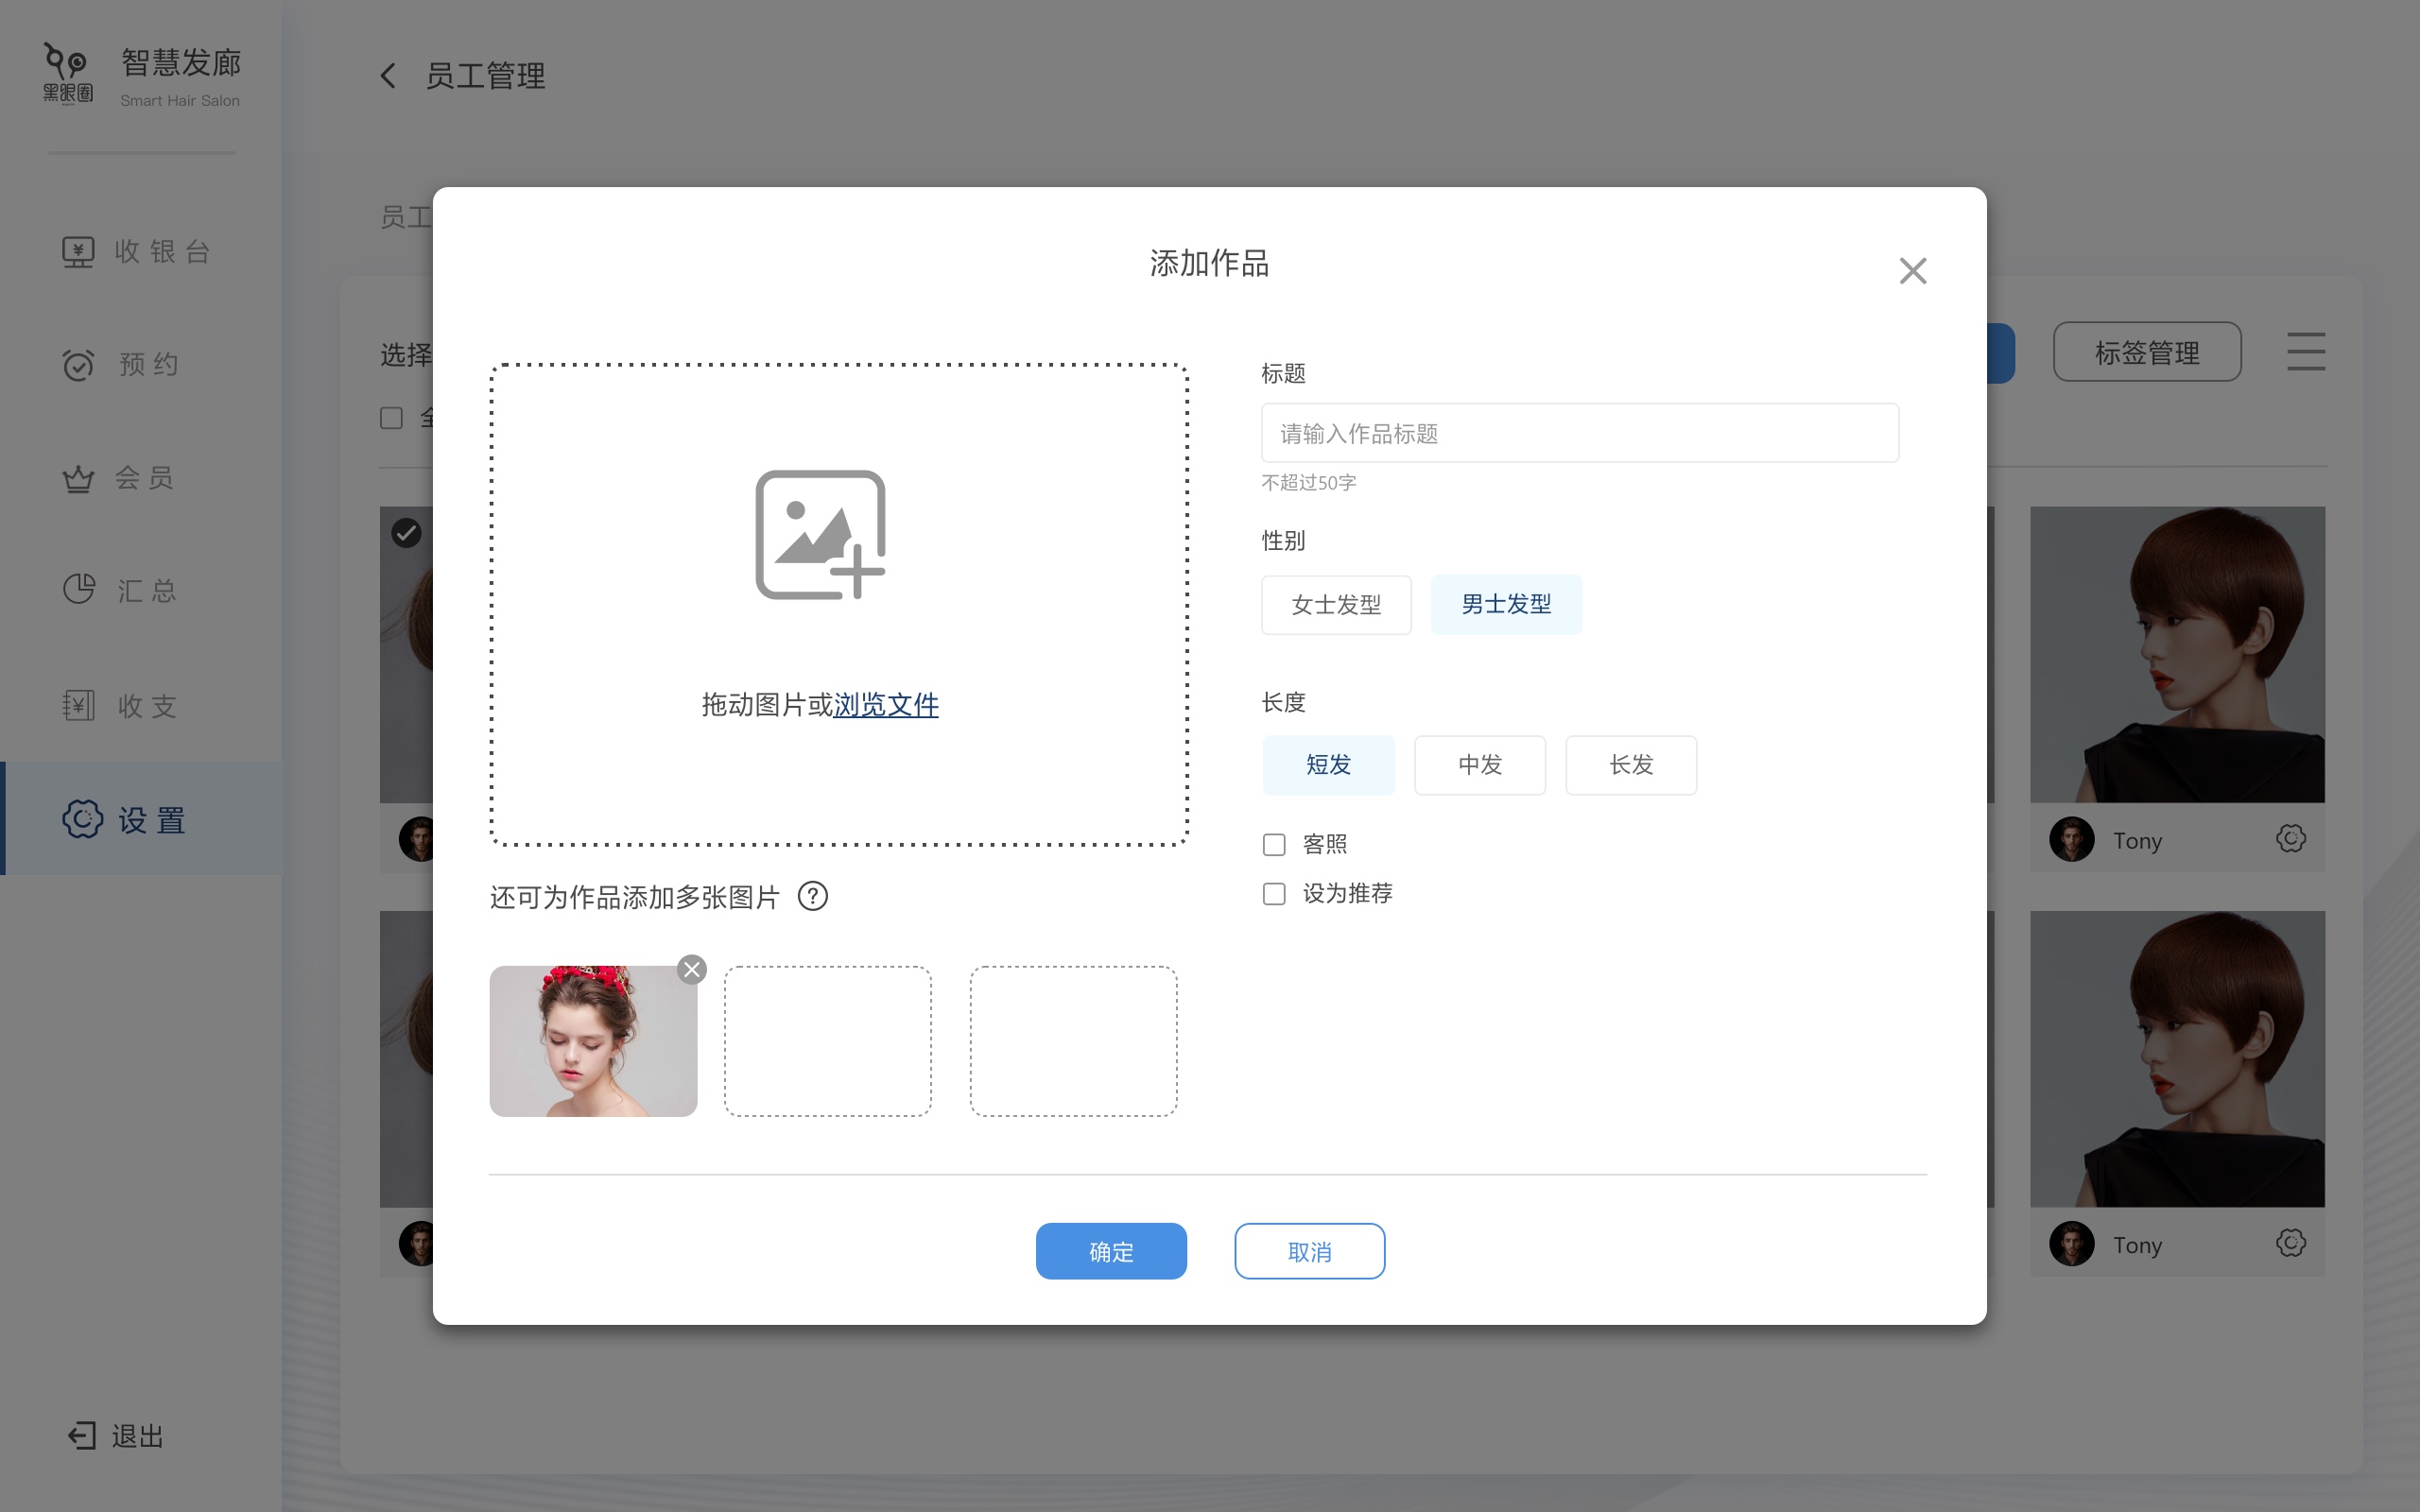 智慧发廊
黑眼圈
Smart Hair Salon
员工管理
收银台
预约
会员
汇总
收支
设置
退出
员工
选择
标签管理
添加作品
拖动图片或浏览文件
还可为作品添加多张图片
标题
请输入作品标题
不超过50字
性别
女士发型
男士发型
长度
短发
中发
长发
客照
设为推荐
确定
取消
Tony
Tony